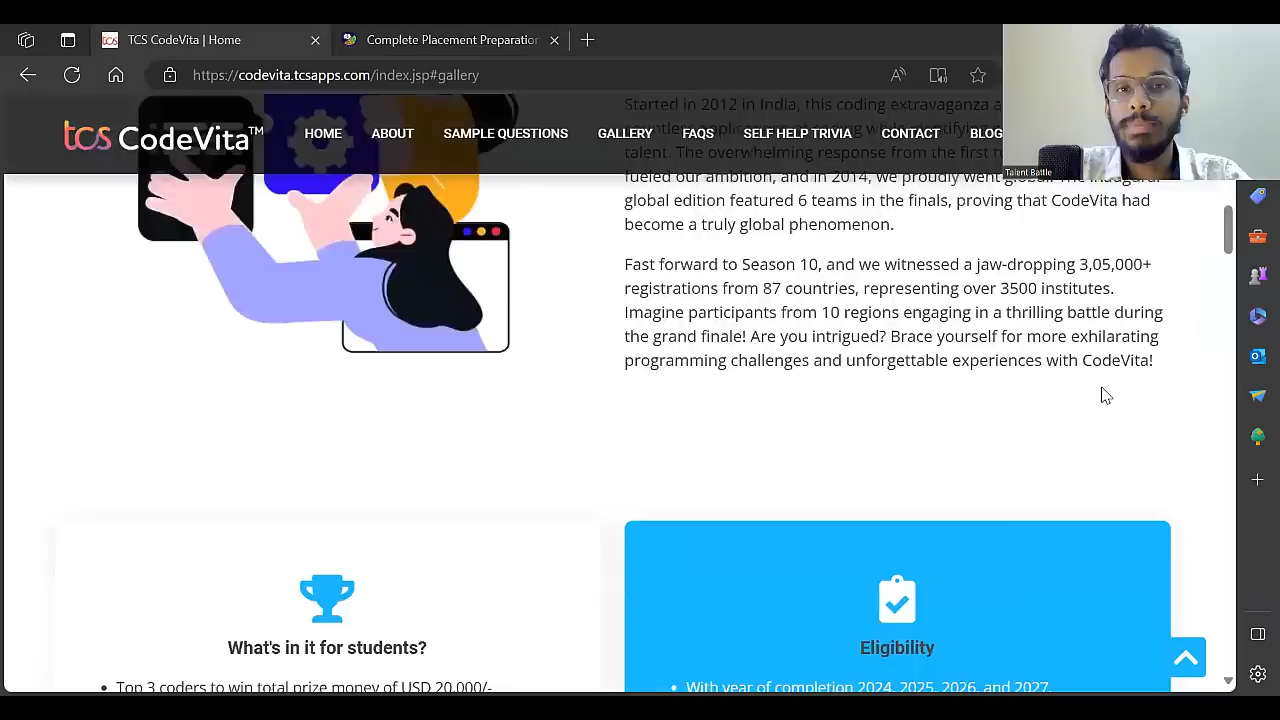 TCS CodeVita | Home
Complete Placement Preparation
https://codevita.tcsapps.com/index.jsp#gallery
tcs CodeVita™
HOME ABOUT SAMPLE QUESTIONS GALLERY FAQS SELF HELP TRIVIA CONTACT BLOG
Talent Battle
Started in 2012 in India, this coding extravaganza
talent. The overwhelming response from the first
fueled our ambition, and in 2014, we proudly went global.
global edition featured 6 teams in the finals, proving that CodeVita had
become a truly global phenomenon.
Fast forward to Season 10, and we witnessed a jaw-dropping 3,05,000+
registrations from 87 countries, representing over 3500 institutes.
Imagine participants from 10 regions engaging in a thrilling battle during
the grand finale! Are you intrigued? Brace yourself for more exhilarating
programming challenges and unforgettable experiences with CodeVita!
What's in it for students?
• Top 3 coders to win total prize money of USD 20,000/-
Eligibility
• With year of completion 2024, 2025, 2026, and 2027.